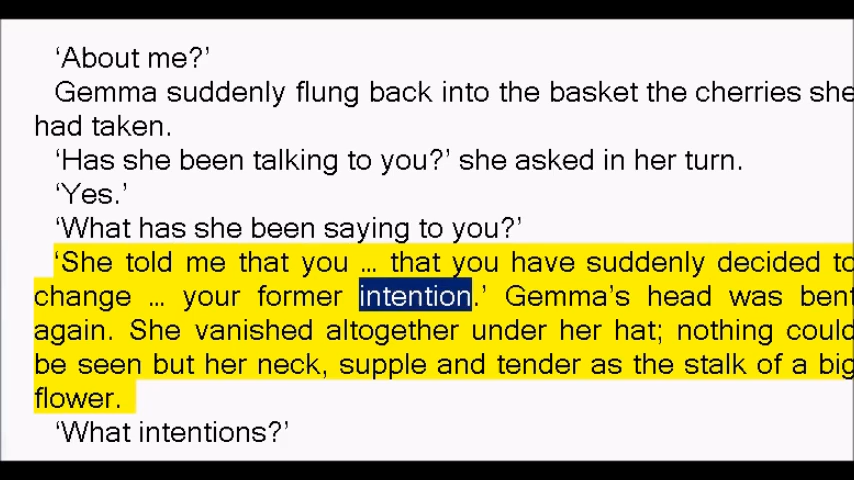 ‘About me?’
Gemma suddenly flung back into the basket the cherries she
had taken.
‘Has she been talking to you?’ she asked in her turn.
‘Yes.’
‘What has she been saying to you?’
‘She told me that you ... that you have suddenly decided to
change ... your former intention.’ Gemma’s head was bent
again. She vanished altogether under her hat; nothing could
be seen but her neck, supple and tender as the stalk of a big
flower.
‘What intentions?’